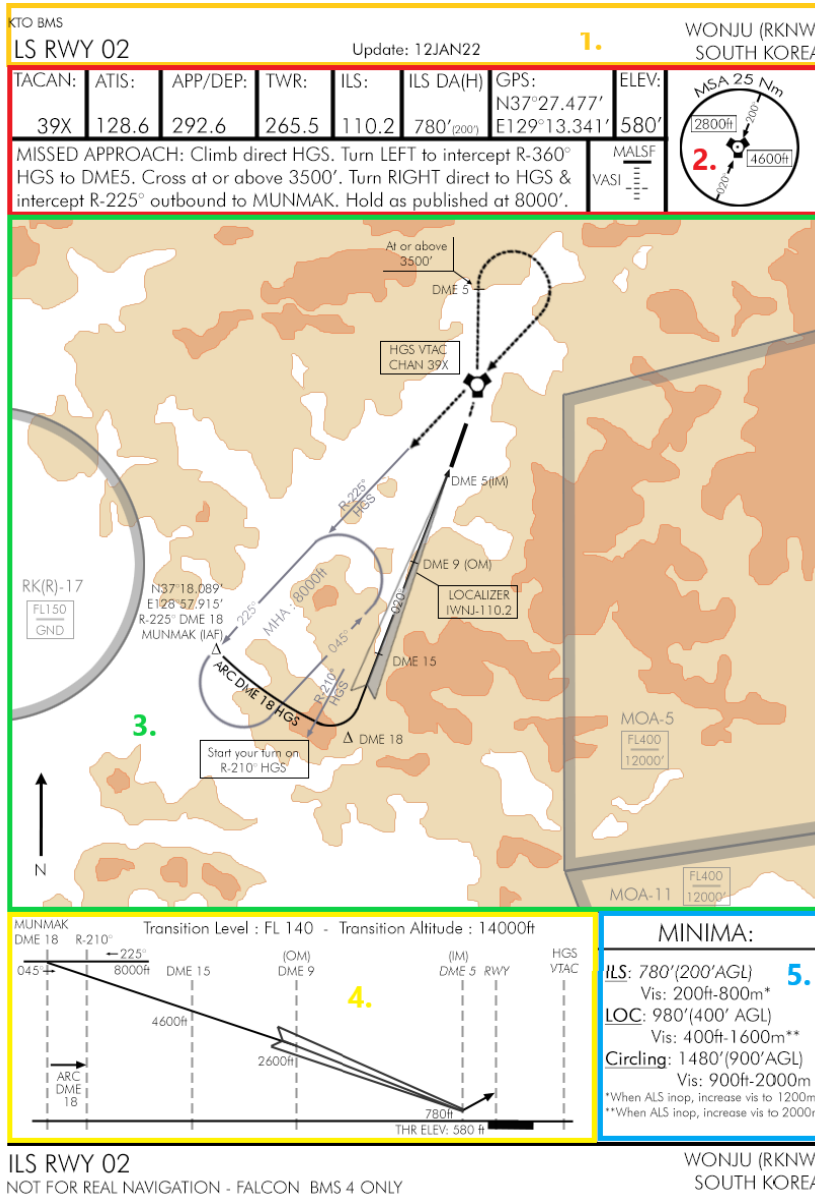 KTO BMS
LS RWY 02
Update: 12JAN22
1.
WONJU (RKNW
SOUTH KOREA
TACAN:
39X
ATIS:
128.6
APP/DEP:
292.6
TWR:
265.5
ILS:
110.2
ILS DA(H)
780'(200')
GPS:
N37°27.477'
E129°13.341'
ELEV:
580'
MISSED APPROACH: Climb direct HGS. Turn LEFT to intercept R-360°
HGS to DME5. Cross at or above 3500'. Turn RIGHT direct to HGS &
intercept R-225° outbound to MUNMAK. Hold as published at 8000'.
MALSF
VASI
MSA 25 Nm
2800ft
200°
4600ft
020°
2.
At or above
3500'
DME 5
HGS VTAC
CHAN 39X
R-225°
HGS
DME 5(IM)
DME 9 (OM)
LOCALIZER
IWNJ-110.2
020°
RK(R)-17
FL150
GND
N37°18.089'
E128°57.915'
R-225° DME 18
MUNMAK (IAF)
225°
MHA : 8000ft
045°
DME 15
R-210°
HGS
ARC DME 18 HGS
DME 18
Start your turn on
R-210° HGS
3.
MOA-5
FL400
12000'
N
MOA-11
FL400
12000'
MUNMAK
DME 18
R-210°
Transition Level : FL 140 - Transition Altitude : 14000ft
225°
045°
8000ft
DME 15
(OM)
DME 9
(IM)
DME 5
RWY
HGS
VTAC
4600ft
4.
2600ft
ARC
DME
18
780ft
THR ELEV: 580 ft
MINIMA:
5.
ILS: 780'(200'AGL)
Vis: 200ft-800m*
LOC: 980'(400' AGL)
Vis: 400ft-1600m**
Circling: 1480'(900'AGL)
Vis: 900ft-2000m
*When ALS inop, increase vis to 1200m
**When ALS inop, increase vis to 2000m
ILS RWY 02
NOT FOR REAL NAVIGATION - FALCON BMS 4 ONLY
WONJU (RKNW
SOUTH KOREA